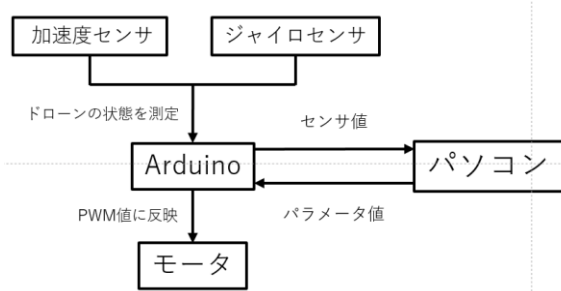 加速度センサ
ジャイロセンサ
ドローンの状態を測定
センサ値
Arduino
パソコン
PWM値に反映
パラメータ値
モータ